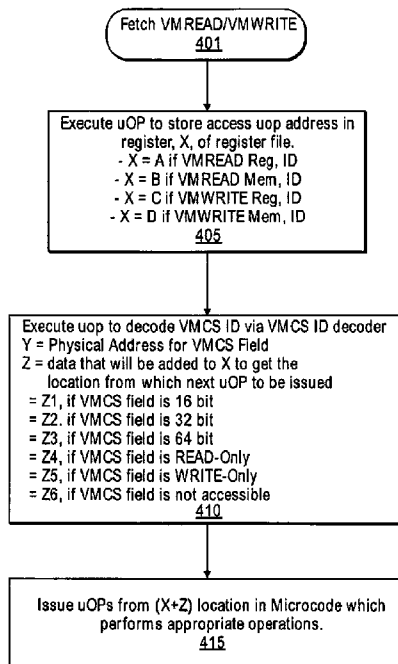 Fetch VMREAD/VMWRITE
401
Execute uOP to store access uop address in
register, X, of register file.
- X = A if VMREAD Reg, ID
- X = B if VMREAD Mem, ID
- X = C if VMWRITE Reg, ID
- X = D if VMWRITE Mem, ID
405
Execute uop to decode VMCS ID via VMCS ID decoder
Y = Physical Address for VMCS Field
Z = data that will be added to X to get the
location from which next uOP to be issued
= Z1, if VMCS field is 16 bit
= Z2. if VMCS field is 32 bit
= Z3, if VMCS field is 64 bit
= Z4, if VMCS field is READ-Only
= Z5, if VMCS field is WRITE-Only
= Z6, if VMCS field is not accessible
410
Issue uOPs from (X+Z) location in Microcode which
performs appropriate operations.
415